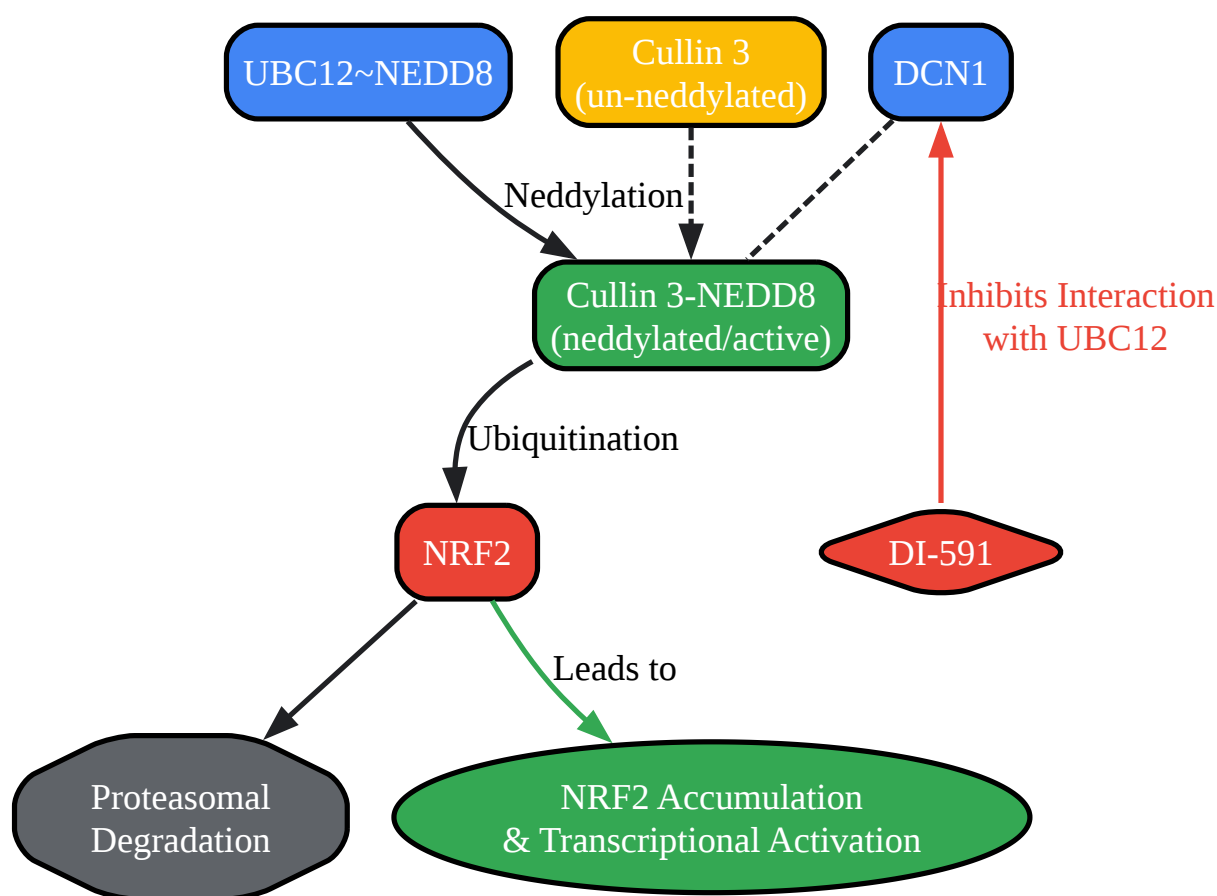 UBC12~NEDD8
Cullin 3
(un-neddylated)
DCN1
Neddylation
Cullin 3-NEDD8
(neddylated/active)
Inhibits Interaction
with UBC12
Ubiquitination
NRF2
DI-591
Leads to
Proteasomal
Degradation
NRF2 Accumulation
& Transcriptional Activation